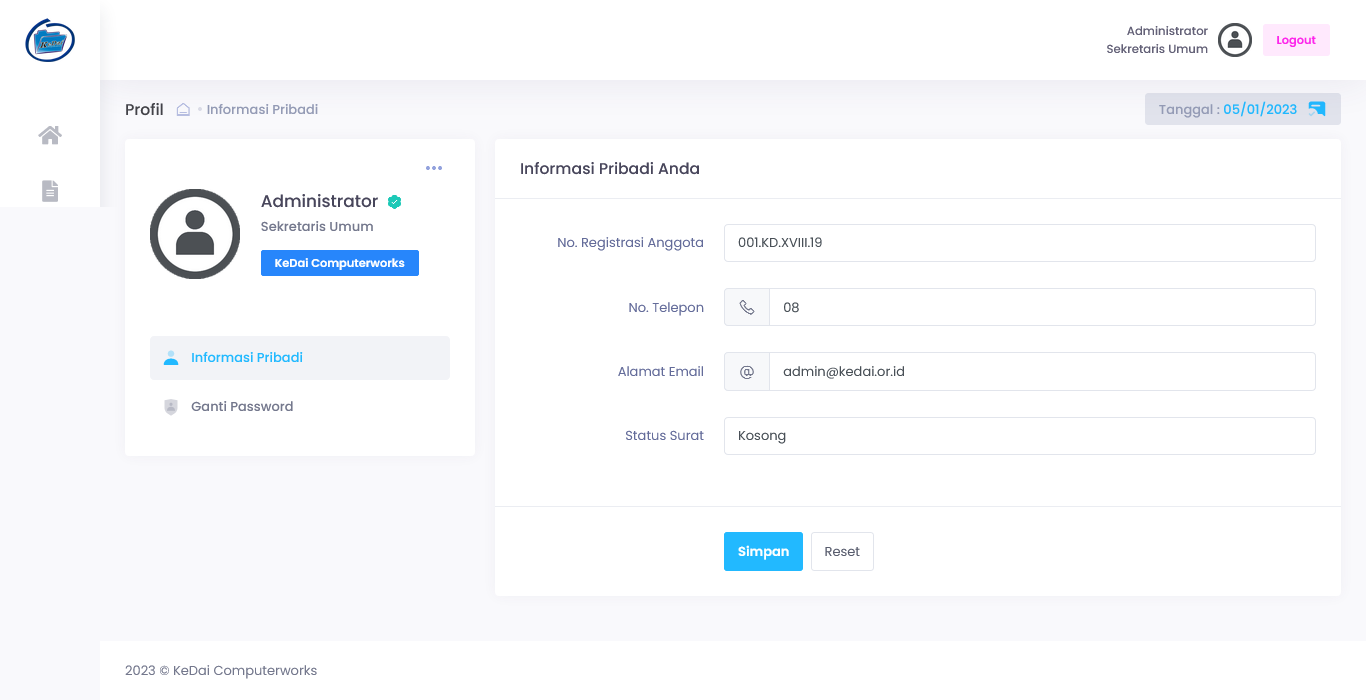 Administrator
Sekretaris Umum
Logout
Profil • Informasi Pribadi
Tanggal : 05/01/2023
Administrator
Sekretaris Umum
KeDai Computerworks
Informasi Pribadi
Ganti Password
Informasi Pribadi Anda
No. Registrasi Anggota 001.KD.XVIII.19
No. Telepon 08
Alamat Email @ admin@kedai.or.id
Status Surat Kosong
Simpan Reset
2023 © KeDai Computerworks